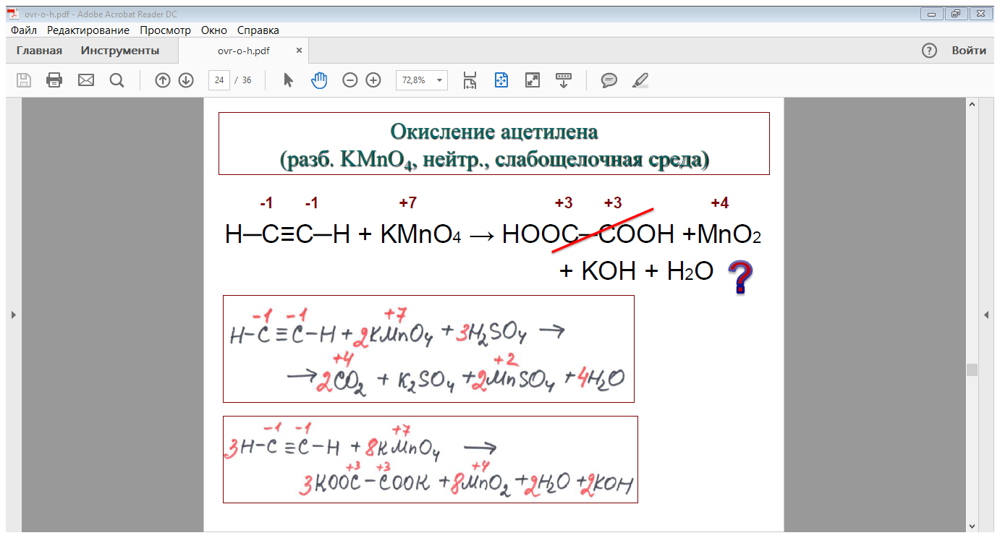 ovr-o-h.pdf - Adobe Acrobat Reader DC
Файл Редактирование Просмотр Окно Справка
Главная Инструменты ovr-o-h.pdf × ? Войти
24 / 36 72,8%
Окисление ацетилена
(разб. KMnO₄, нейтр., слабощелочная среда)
-1 -1 +7 +3 +3 +4
H─C≡C─H + KMnO₄ → HOOC─COOH +MnO₂
+ KOH + H₂O ?
-1 -1 +7
H-C≡C-H + 2KMnO₄ + 3H₂SO₄ →
+4 +2
→ 2CO₂ + K₂SO₄ + 2MnSO₄ + 4H₂O
-1 -1 +7
3H-C≡C-H + 8KMnO₄ →
+3 +3 +4
3KOOC-COOK + 8MnO₂ + 2H₂O + 2KOH